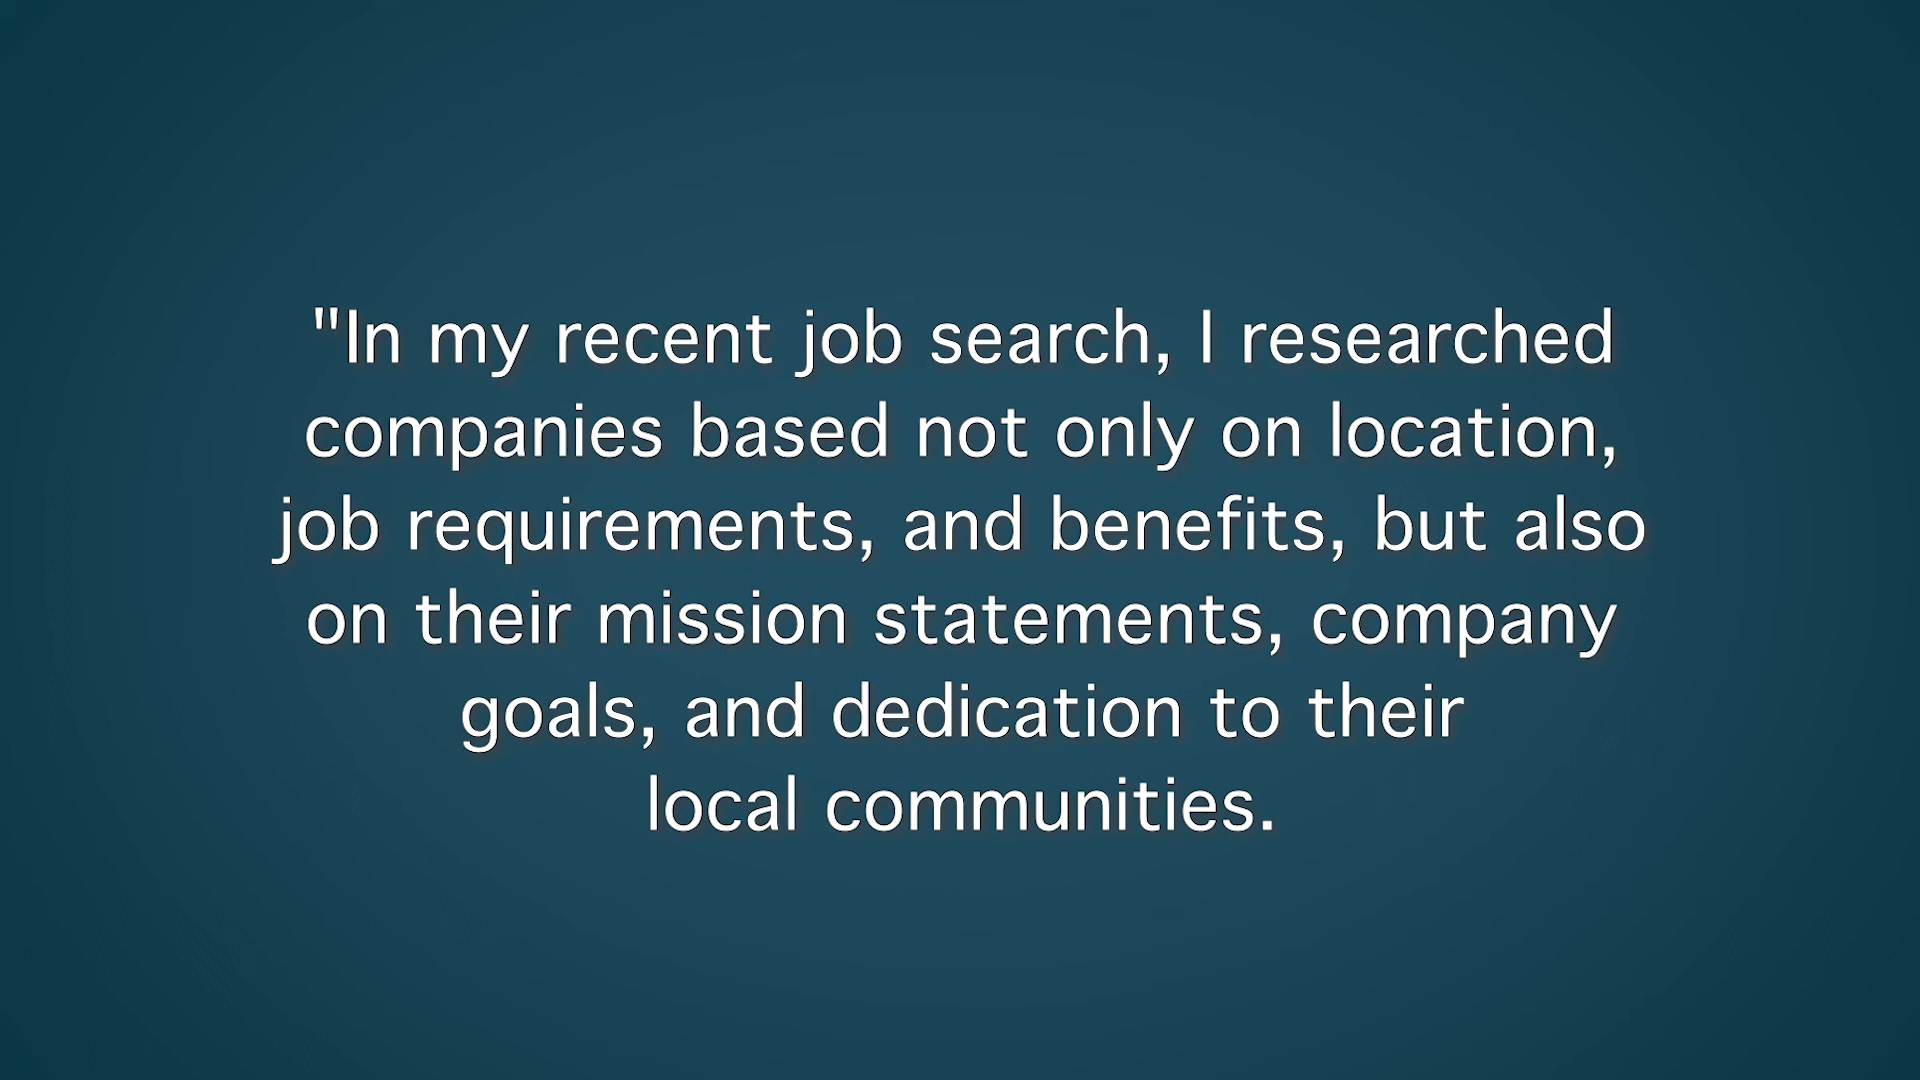 "In my recent job search, I researched
companies based not only on location,
job requirements, and benefits, but also
on their mission statements, company
goals, and dedication to their
local communities.